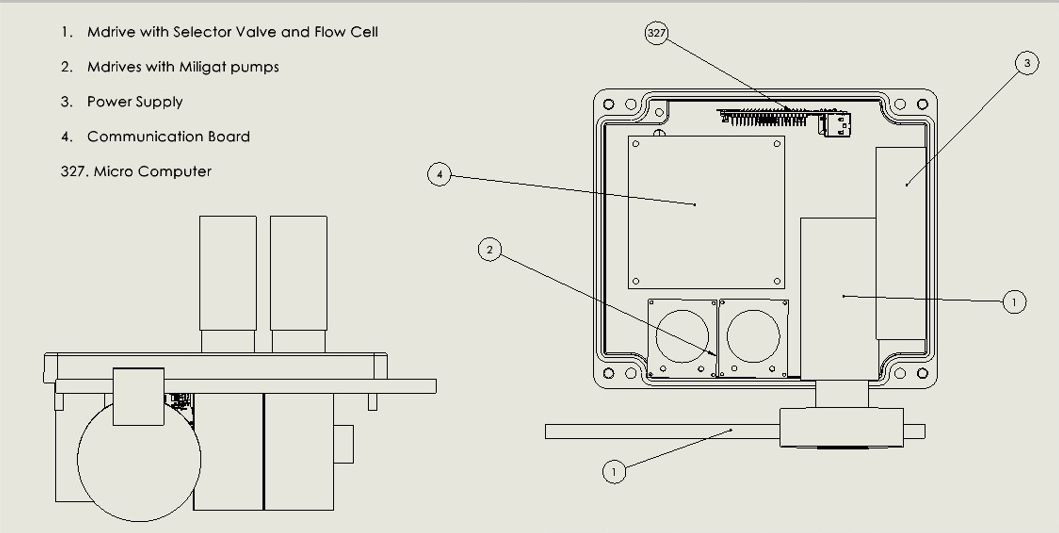 1. Mdrive with Selector Valve and Flow Cell
2. Mdrives with Miligat pumps
3. Power Supply
4. Communication Board
327. Micro Computer
327
3
4
2
1
1